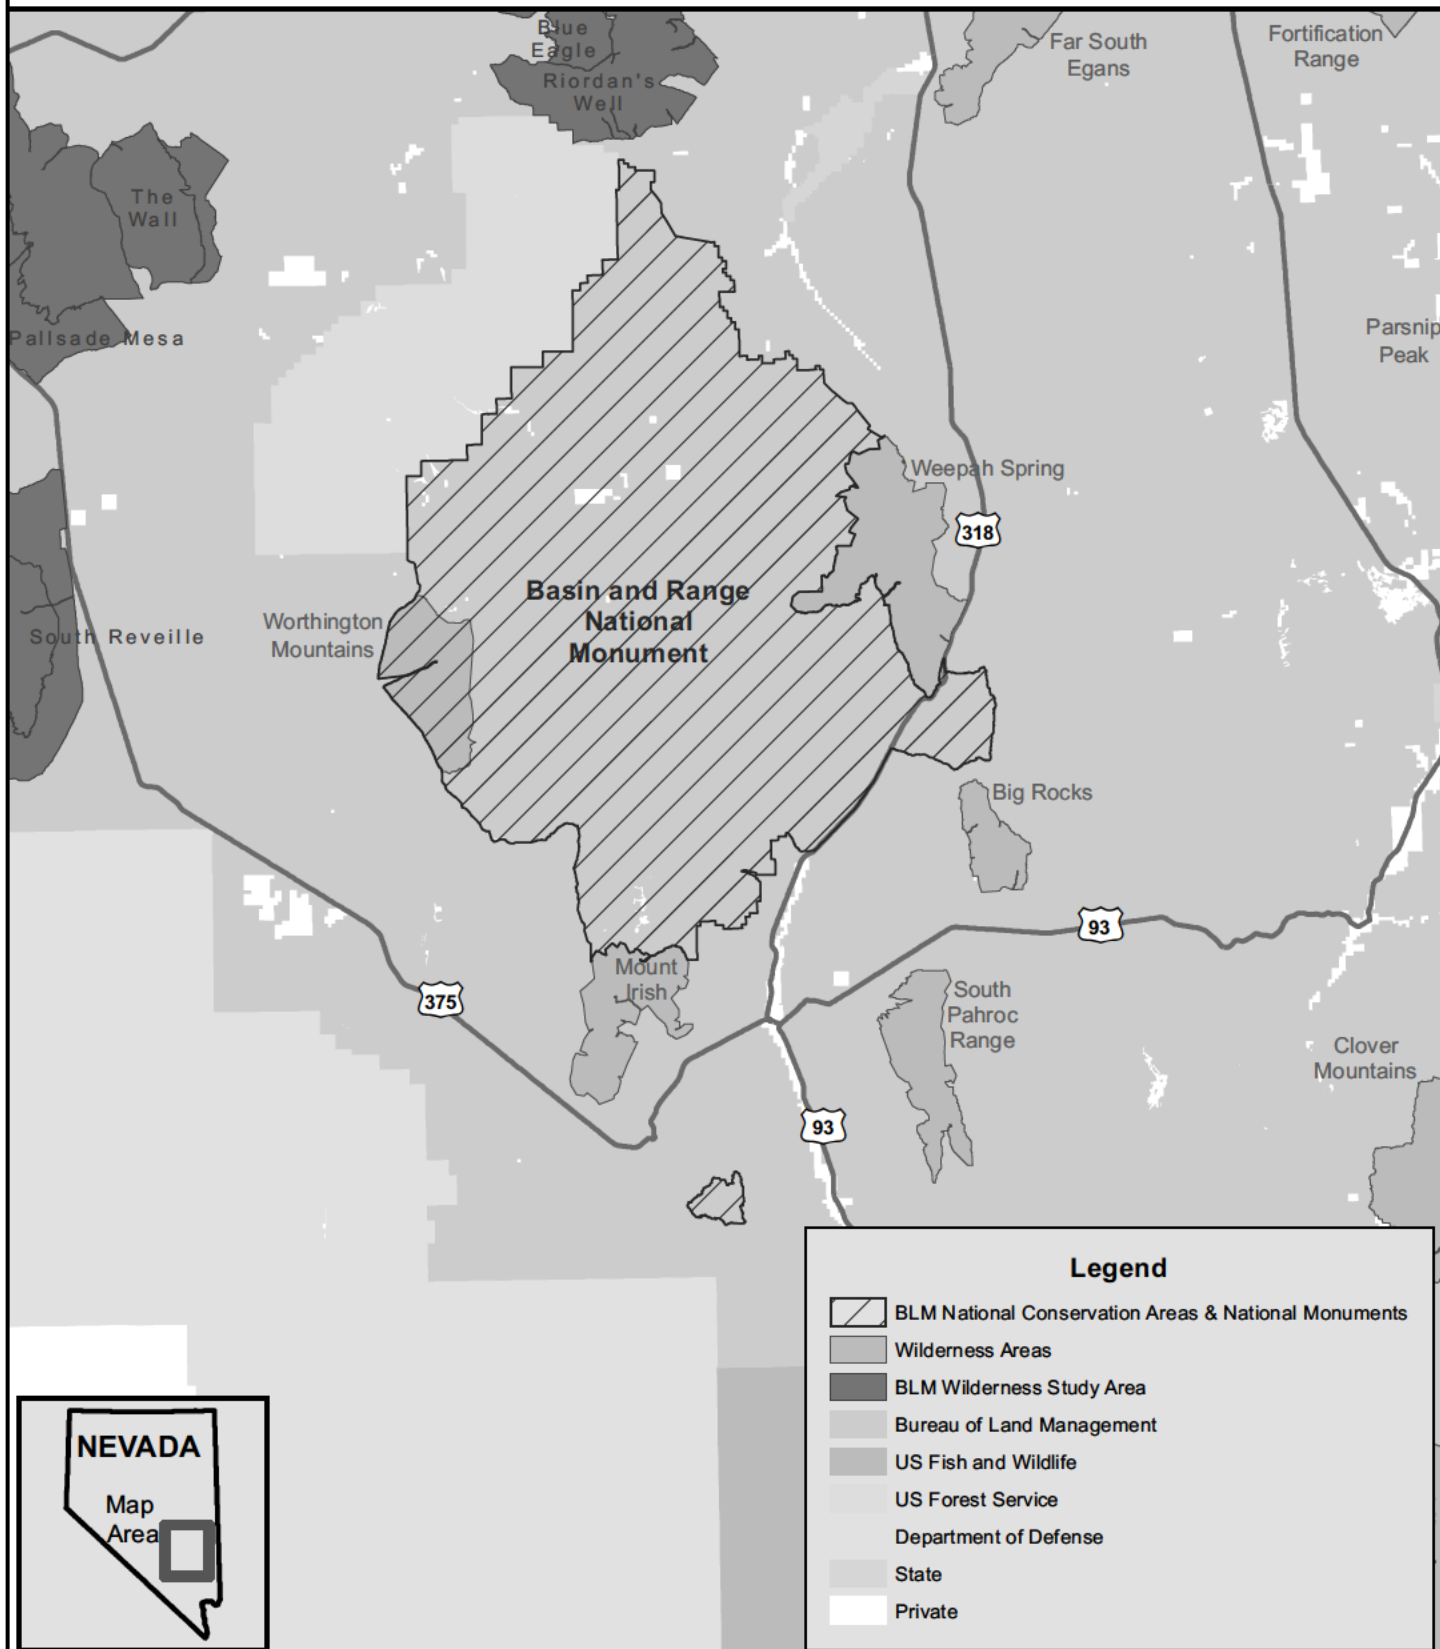 Blue
Eagle
Riordan's
Well
Far South
Egans
Fortification
Range
The
Wall
Pallsade Mesa
Parsnip
Peak
Weepah Spring
318
Basin and Range
National
Monument
Worthington
Mountains
South Reveille
Big Rocks
93
Mount
Irish
375
South
Pahroc
Range
Clover
Mountains
93
Legend
BLM National Conservation Areas & National Monuments
Wilderness Areas
BLM Wilderness Study Area
Bureau of Land Management
US Fish and Wildlife
US Forest Service
Department of Defense
State
Private
NEVADA
Map
Area